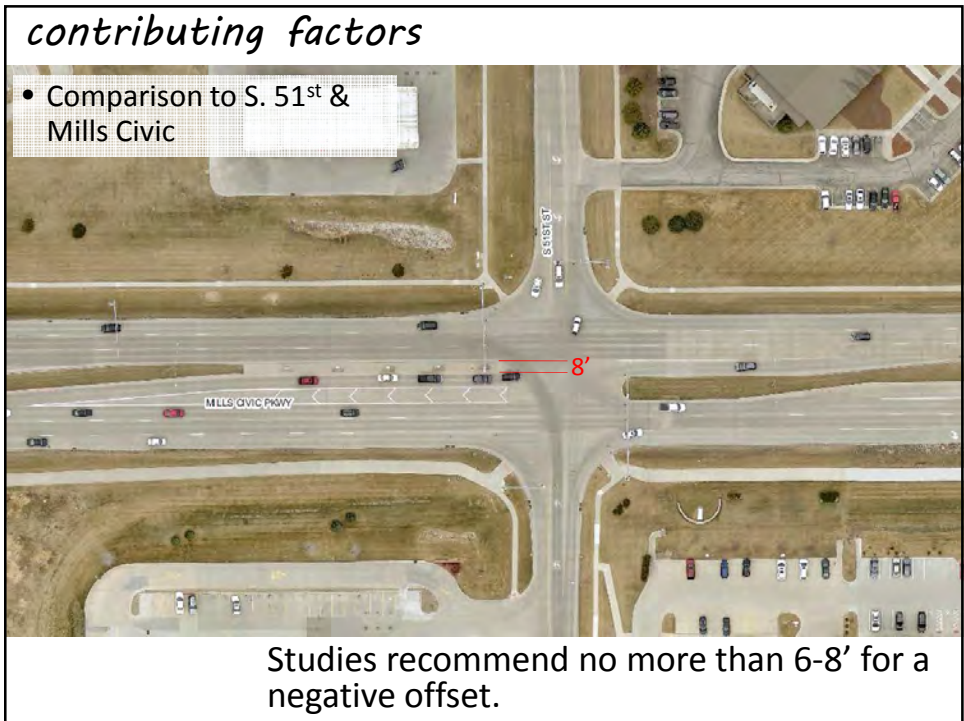 contributing factors
• Comparison to S. 51st &
Mills Civic
S 51ST ST
8’
MILLS CIVIC PKWY
Studies recommend no more than 6-8’ for a
negative offset.